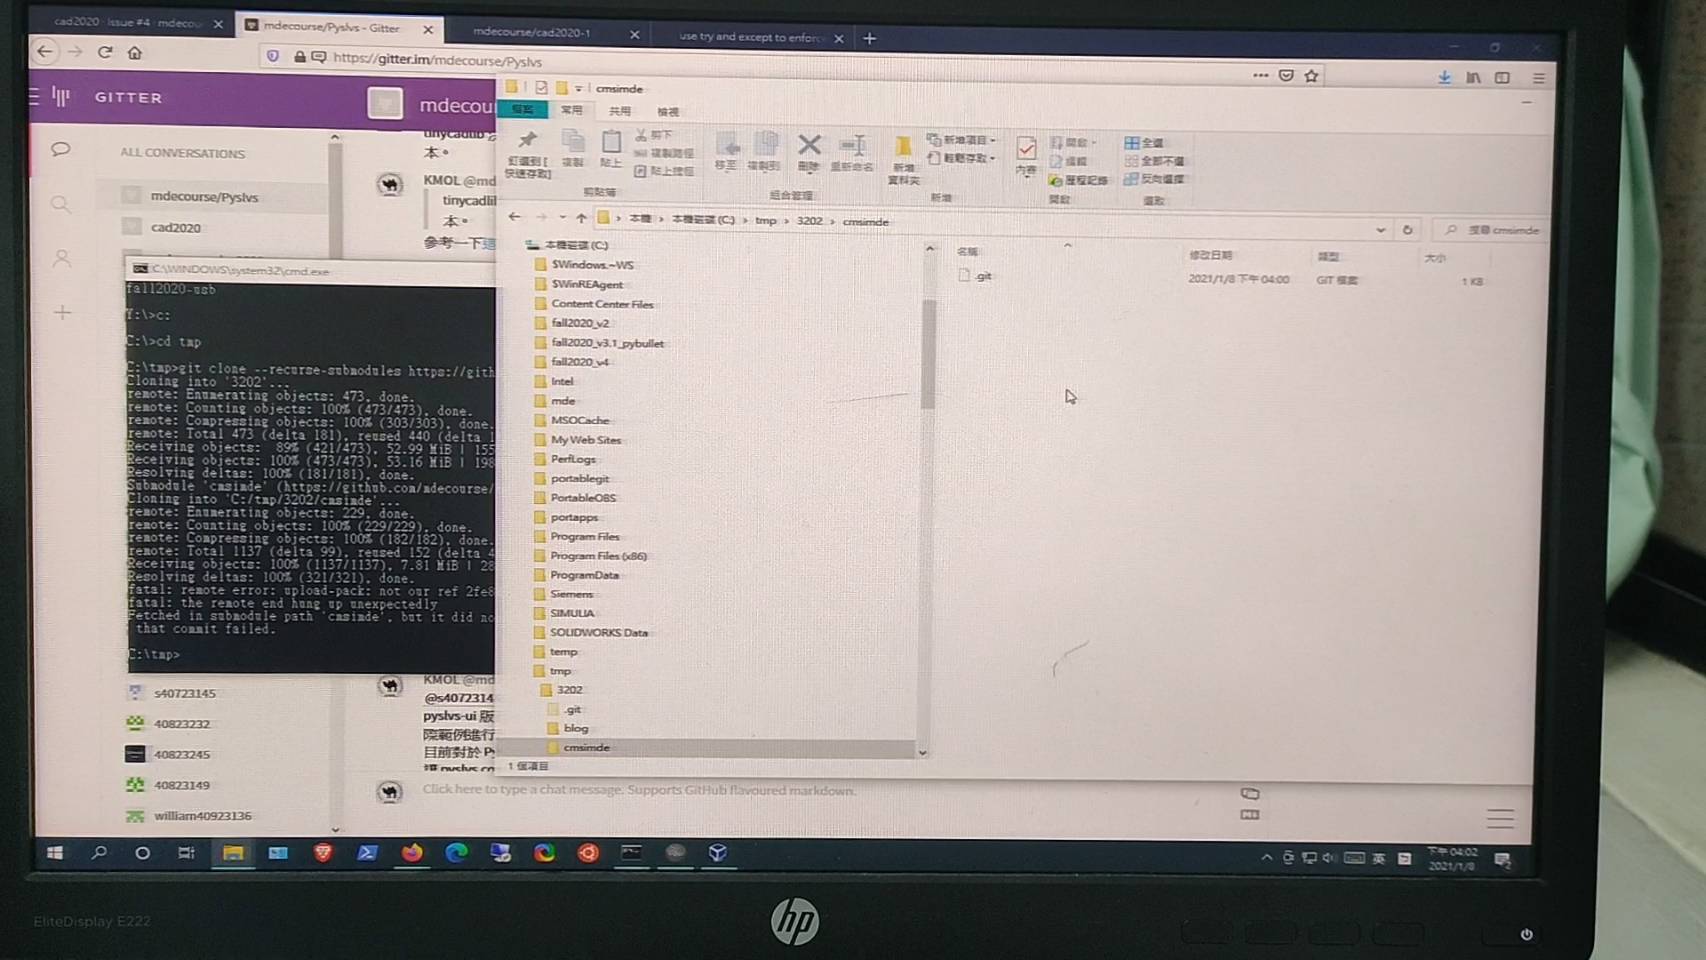 cad2020 · Issue #4 · mdecou
mdecourse/Pyslvs - Gitter
mdecourse/cad2020-1
use try and except to enforc
https://gitter.im/mdecourse/Pyslvs
GITTER
mdecou
ALL CONVERSATIONS
mdecourse/Pyslvs
cad2020
本。
KMOL @md
tinycadlil
本。
參考一下這
C:\WINDOWS\system32\cmd.exe
fall2020-usb
Y:\>c:
C:\>cd tmp
C:\tmp>git clone --recurse-submodules https://gith
Cloning into '3202'...
remote: Enumerating objects: 473, done.
remote: Counting objects: 100% (473/473), done.
remote: Compressing objects: 100% (303/303), done.
remote: Total 473 (delta 181), reused 440 (delta 1
Receiving objects:  89% (421/473), 52.99 MiB | 155
Receiving objects: 100% (473/473), 53.16 MiB | 198
Resolving deltas: 100% (181/181), done.
Submodule 'cmsimde' (https://github.com/mdecourse/
Cloning into 'C:/tmp/3202/cmsimde'...
remote: Enumerating objects: 229, done.
remote: Counting objects: 100% (229/229), done.
remote: Compressing objects: 100% (182/182), done.
remote: Total 1137 (delta 99), reused 152 (delta 4
Receiving objects: 100% (1137/1137), 7.81 MiB | 28
Resolving deltas: 100% (321/321), done.
fatal: remote error: upload-pack: not our ref 2fe8
fatal: the remote end hung up unexpectedly
Fetched in submodule path 'cmsimde', but it did no
that commit failed.
C:\tmp>
s40723145
40823232
40823245
40823149
william40923136
KMOL @md
@s4072314
pyslvs-ui 版
際範例進行
目前對於 Py
讓 pyslvs co
Click here to type a chat message. Supports GitHub flavoured markdown.
cmsimde
檔案 常用 共用 檢視
釘選到 [快速存取]
複製
貼上
剪下
複製路徑
貼上捷徑
剪貼簿
移至
複製到
刪除
重新命名
組合管理
新增資料夾
新增項目
輕鬆存取
新增
內容
開啟
編輯
歷程記錄
開啟
全選
全部不選
反向選擇
選取
本機 > 本機磁碟 (C:) > tmp > 3202 > cmsimde
搜尋 cmsimde
名稱 修改日期 類型 大小
.git 2021/1/8 下午 04:00 GIT 檔案 1 KB
本機磁碟 (C:)
$Windows.~WS
$WinREAgent
Content Center Files
fall2020_v2
fall2020_v3.1_pybullet
fall2020_v4
Intel
mde
MSOCache
My Web Sites
PerfLogs
portablegit
PortableOBS
portapps
Program Files
Program Files (x86)
ProgramData
Siemens
SIMULIA
SOLIDWORKS Data
temp
tmp
3202
.git
blog
cmsimde
1 個項目
英
下午 04:02
2021/1/8
EliteDisplay E222
hp